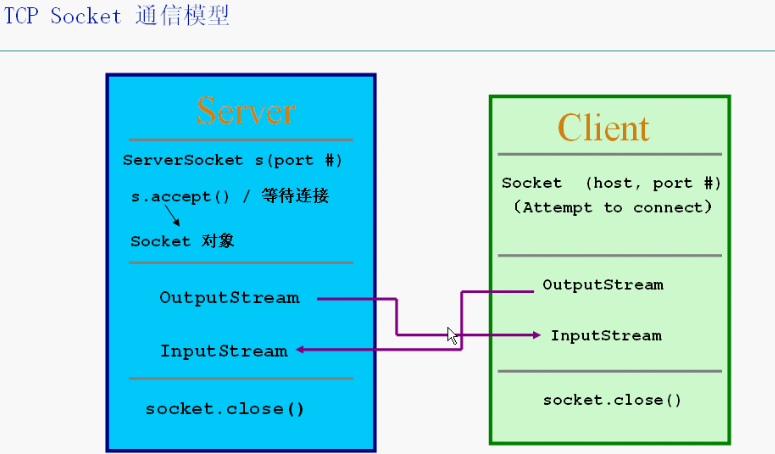 TCP Socket 通信模型
Server
ServerSocket s(port #)
s.accept() / 等待连接
Socket 对象
OutputStream
InputStream
socket.close()
Client
Socket (host, port #)
(Attempt to connect)
OutputStream
InputStream
socket.close()